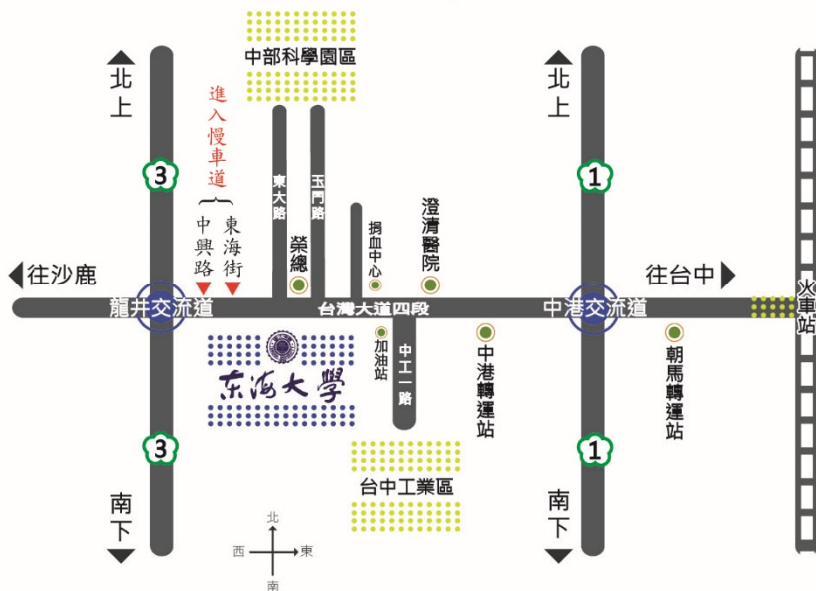 中部科學園區
北上
北上
進入慢車道
3
1
東大路
玉門路
中興路
東海街
榮總
捐血中心
澄清醫院
往沙鹿
往台中
火車站
龍井交流道
台灣大道四段
中港交流道
东海大學
加油站
中工一路
中港轉運站
朝馬轉運站
3
1
台中工業區
南下
南下
北
西
東
南